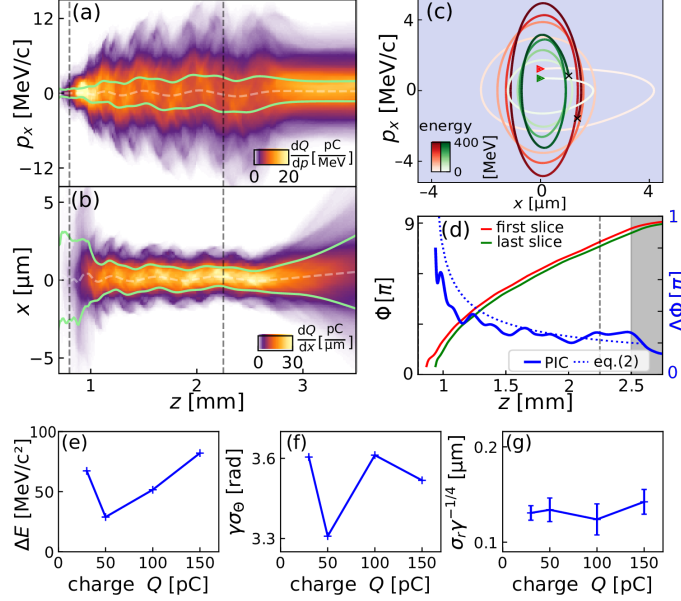 (a)
p_x [MeV/c]
12
0
−12
dQ/dp [pC/MeV]
0 20
(b)
x [μm]
5
0
−5
dQ/dx [pC/μm]
0 30
1 2 3
z [mm]
(c)
p_x [MeV/c]
4
0
−4
energy
400
0
[MeV]
−4 0 4
x [μm]
(d)
first slice
last slice
Φ [π]
9
0
ΔΦ [π]
1
0
PIC eq.(2)
1 1.5 2 2.5
z [mm]
(e)
ΔE [MeV/c²]
100
50
0
0 50 100 150
charge Q [pC]
(f)
γσ_Θ [rad]
3.6
3.3
0 50 100 150
charge Q [pC]
(g)
σ_rγ^{−1/4} [μm]
0.2
0.1
0 50 100 150
charge Q [pC]